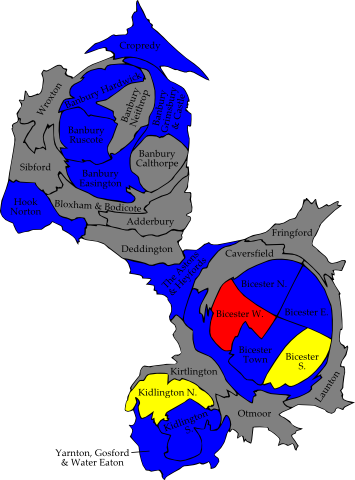 Cropredy
Wroxton
Banbury Hardwick
Banbury
Neithrop
Banbury
Grimsbury
& Castle
Banbury
Ruscote
Banbury
Calthorpe
Sibford
Banbury
Easington
Hook
Norton
Bloxham & Bodicote
Adderbury
Deddington
Fringford
Caversfield
The Astons
& Heyfords
Bicester N.
Bicester W.
Bicester E.
Bicester
Town
Bicester
S.
Launton
Kirtlington
Kidlington N.
Kidlington
S.
Otmoor
Yarnton, Gosford
& Water Eaton